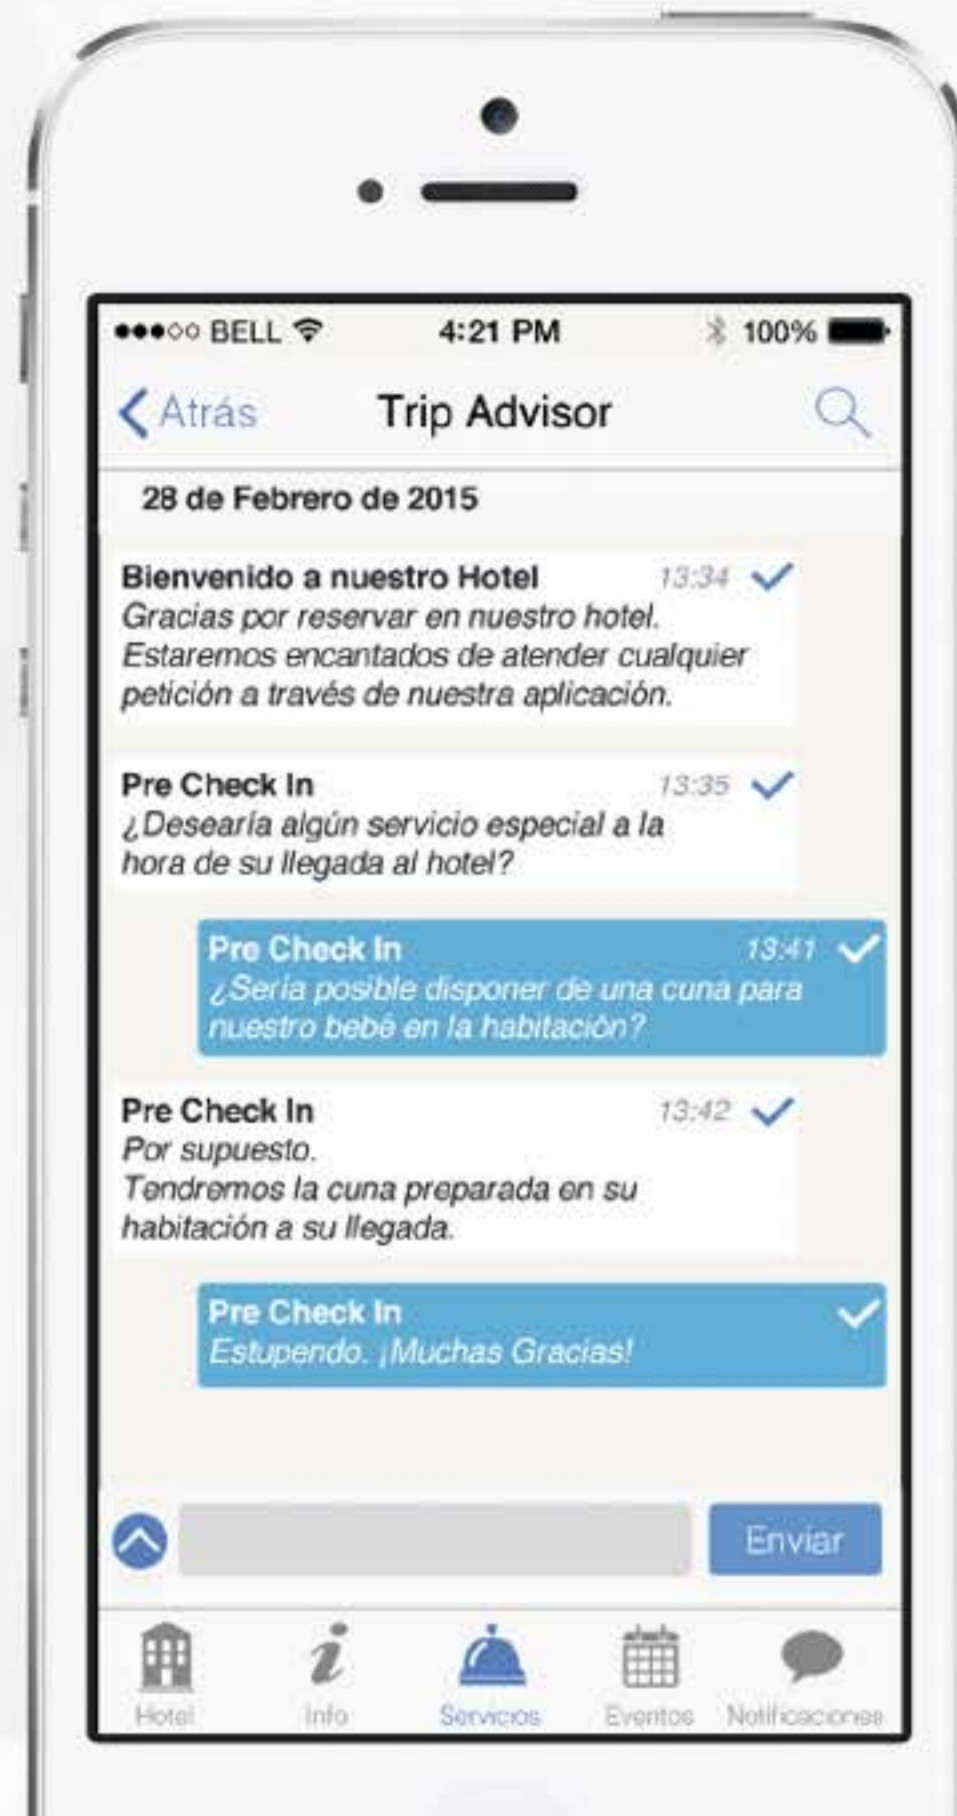 ●●●○○ BELL 4:21 PM 100%
Atrás Trip Advisor
28 de Febrero de 2015
Bienvenido a nuestro Hotel 13:34
Gracias por reservar en nuestro hotel.
Estaremos encantados de atender cualquier
petición a través de nuestra aplicación.
Pre Check In 13:35
¿Desearía algún servicio especial a la
hora de su llegada al hotel?
Pre Check In 13:41
¿Sería posible disponer de una cuna para
nuestro bebé en la habitación?
Pre Check In 13:42
Por supuesto.
Tendremos la cuna preparada en su
habitación a su llegada.
Pre Check In
Estupendo. ¡Muchas Gracias!
Enviar
Hotel Info Servicios Eventos Notificaciones